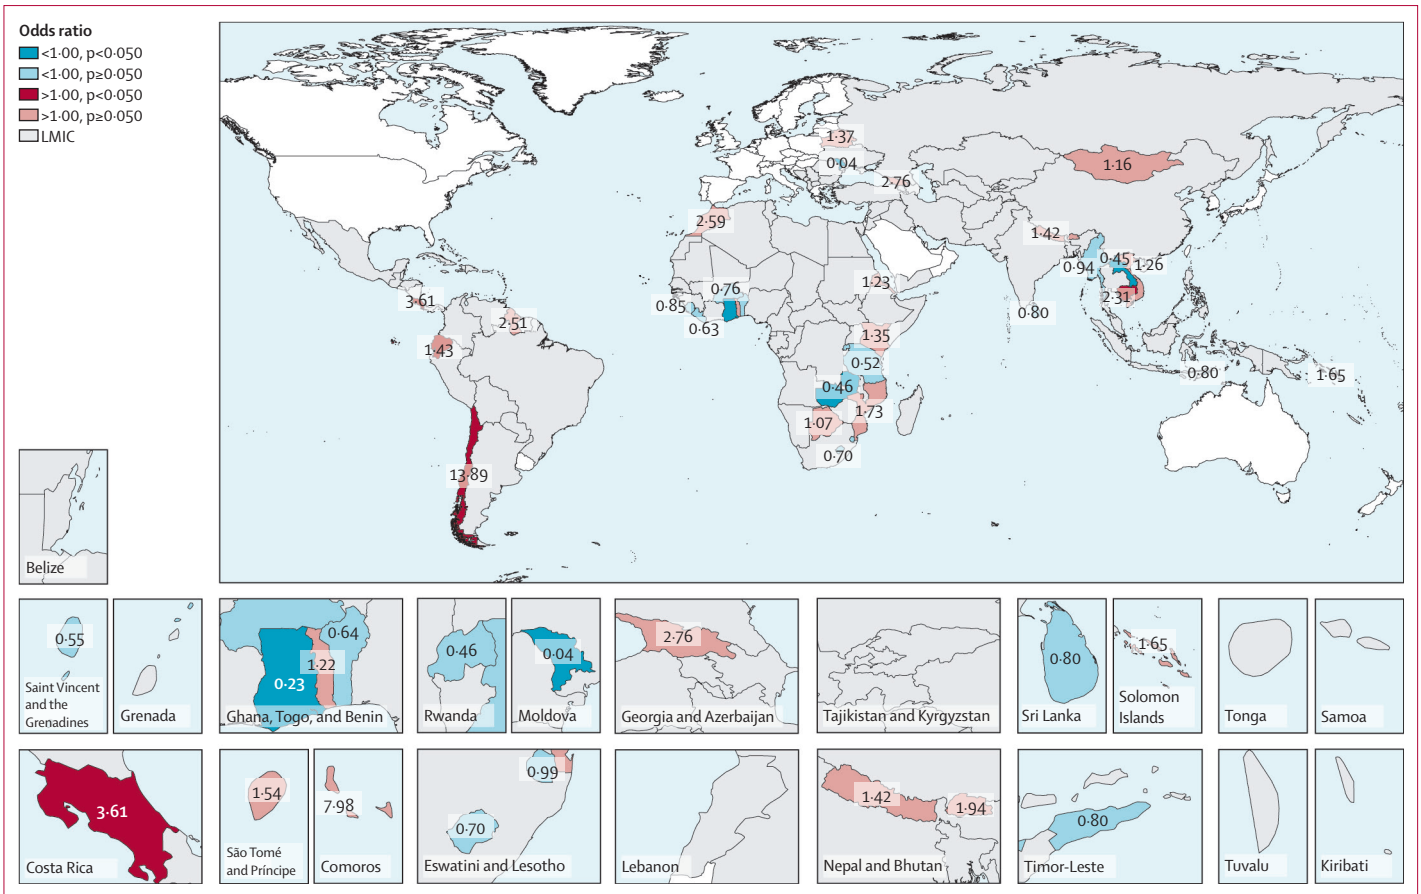 Odds ratio
<1·00, p<0·050
<1·00, p≥0·050
>1·00, p<0·050
>1·00, p≥0·050
LMIC
1·37
0·04
2·76
1·16
2·59
1·42
0·45
0·94
1·26
0·76
1·23
0·85
2·31
3·61
0·63
0·80
2·51
1·35
1·43
0·52
0·80
1·65
0·46
1·73
1·07
0·70
13·89
Belize
0·55
Saint Vincent
and the
Grenadines
Grenada
0·64
1·22
0·23
Ghana, Togo, and Benin
0·46
Rwanda
0·04
Moldova
2·76
Georgia and Azerbaijan
Tajikistan and Kyrgyzstan
0·80
Sri Lanka
1·65
Solomon
Islands
Tonga
Samoa
3·61
Costa Rica
1·54
São Tomé
and Príncipe
7·98
Comoros
0·99
0·70
Eswatini and Lesotho
Lebanon
1·42
1·94
Nepal and Bhutan
0·80
Timor-Leste
Tuvalu
Kiribati